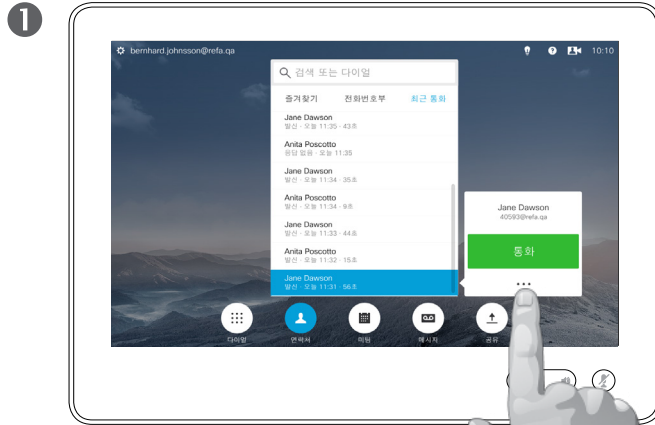 1
bernhard.johnsson@refa.qa
10:10
검색 또는 다이얼
즐겨찾기 전화번호부 최근 통화
Jane Dawson
발신 · 오늘 11:35 · 43초
Anita Poscotto
응답 없음 · 오늘 11:35
Jane Dawson
발신 · 오늘 11:34 · 35초
Anita Poscotto
발신 · 오늘 11:34 · 9초
Jane Dawson
발신 · 오늘 11:33 · 44초
Anita Poscotto
발신 · 오늘 11:32 · 15초
Jane Dawson
발신 · 오늘 11:31 · 56초
Jane Dawson
40593@refa.qa
통화
다이얼 연락처 미팅 메시지 공유